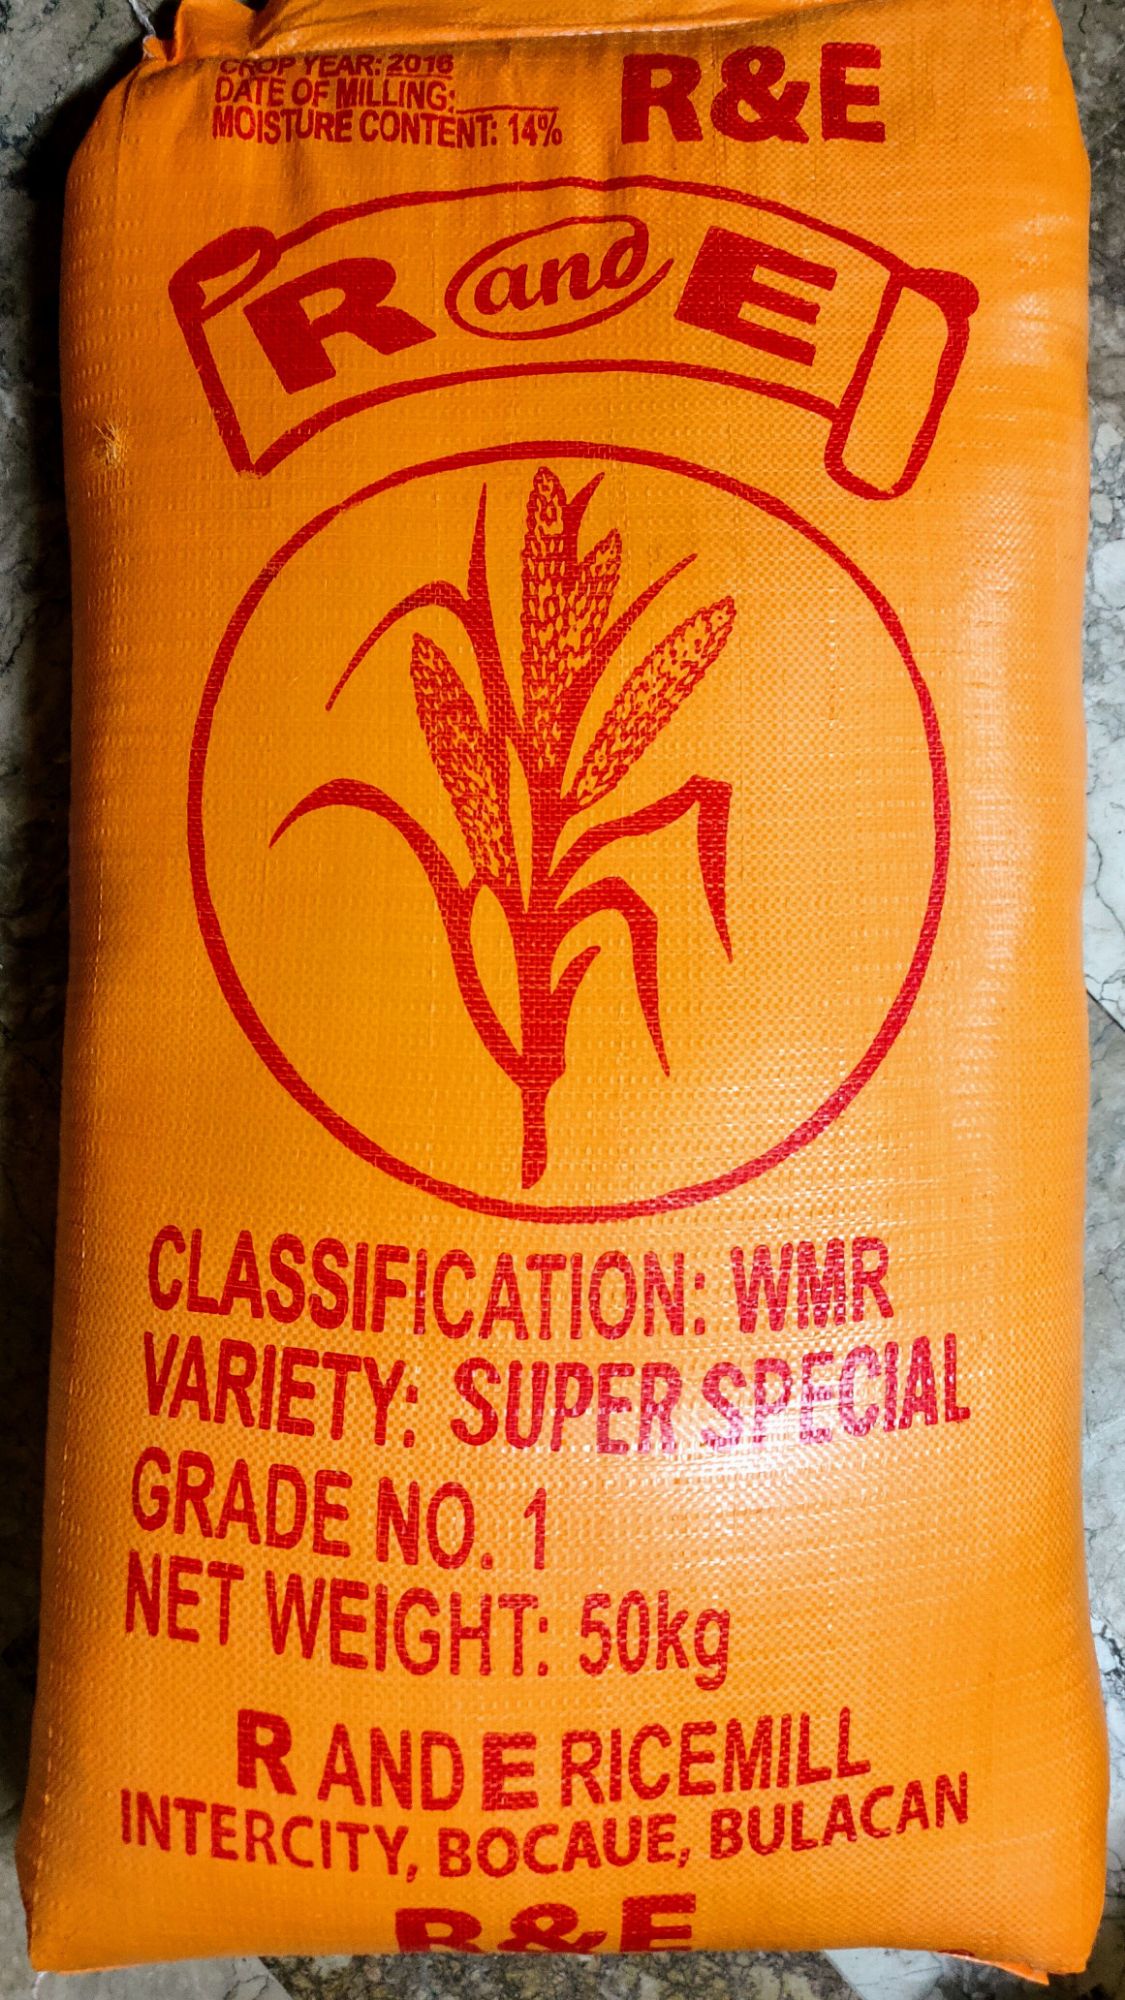 CROP YEAR: 2016
DATE OF MILLING:
MOISTURE CONTENT: 14%
R&E
R and E
CLASSIFICATION: WMR
VARIETY: SUPER SPECIAL
GRADE NO. 1
NET WEIGHT: 50kg
R AND E RICEMILL
INTERCITY, BOCAUE, BULACAN
R&E